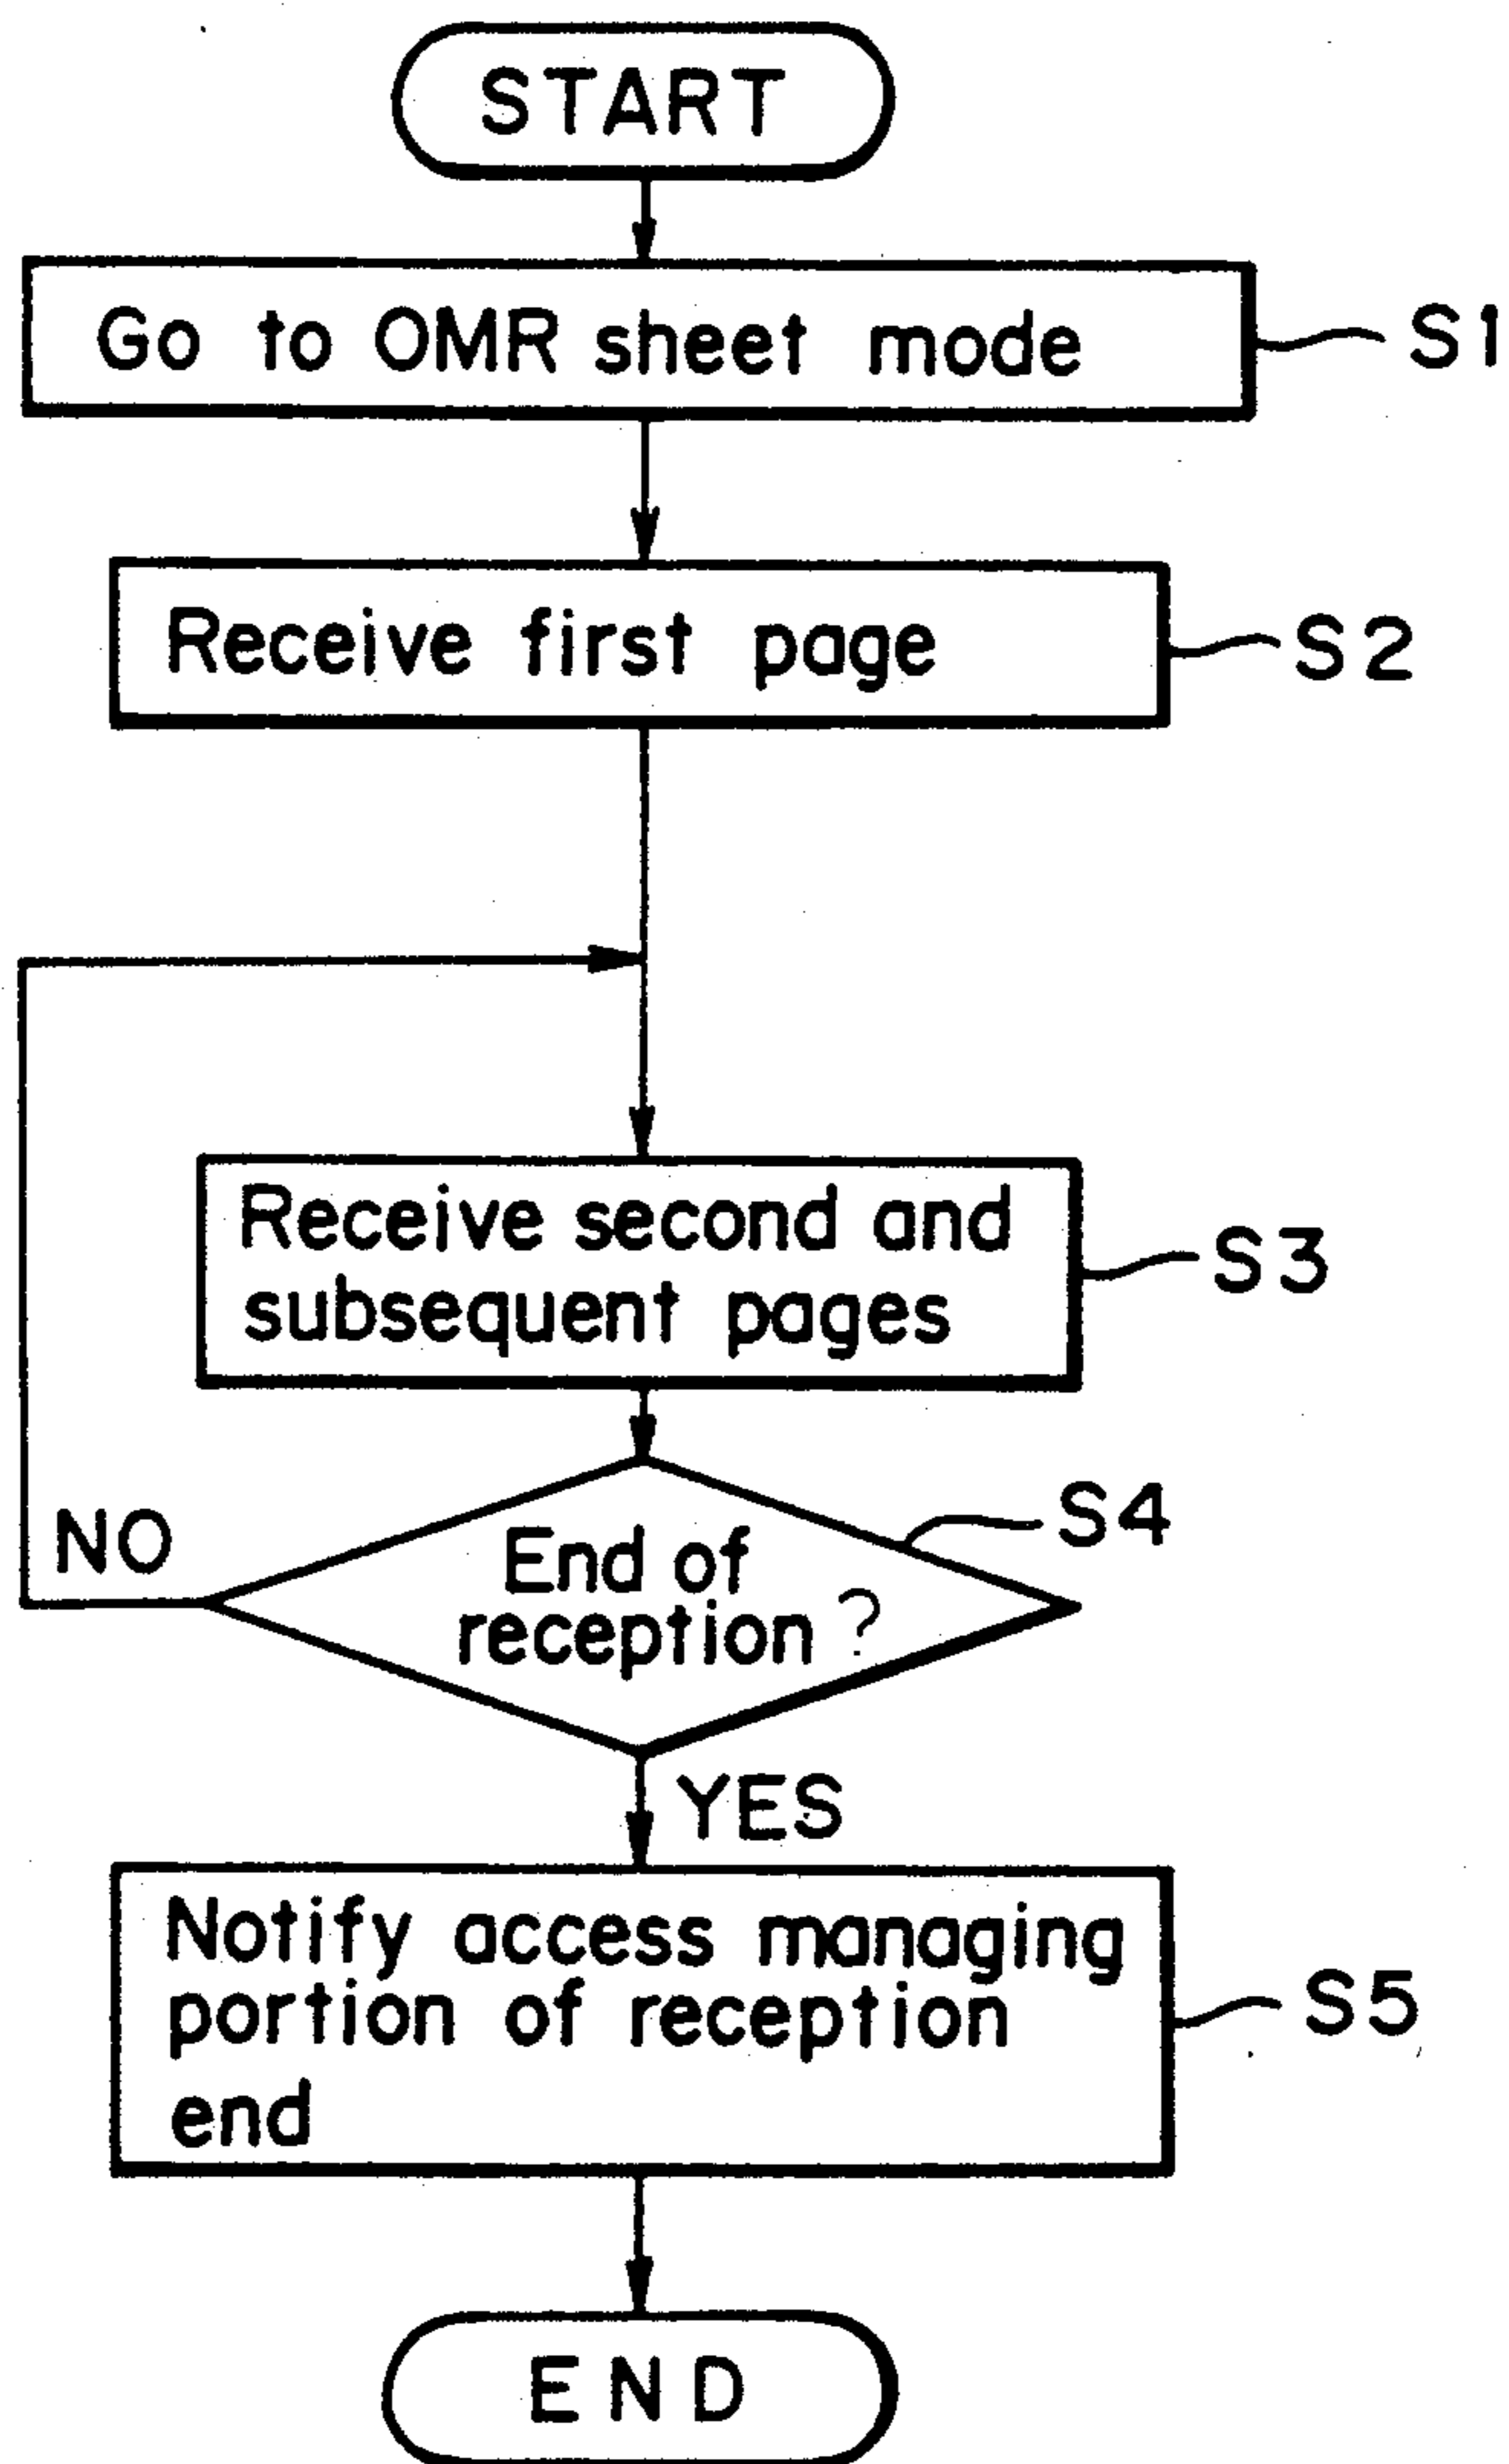 START
Go to OMR sheet mode
S1
Receive first page
S2
Receive second and
subsequent pages
S3
NO
End of
reception ?
S4
YES
Notify access managing
portion of reception
end
S5
END